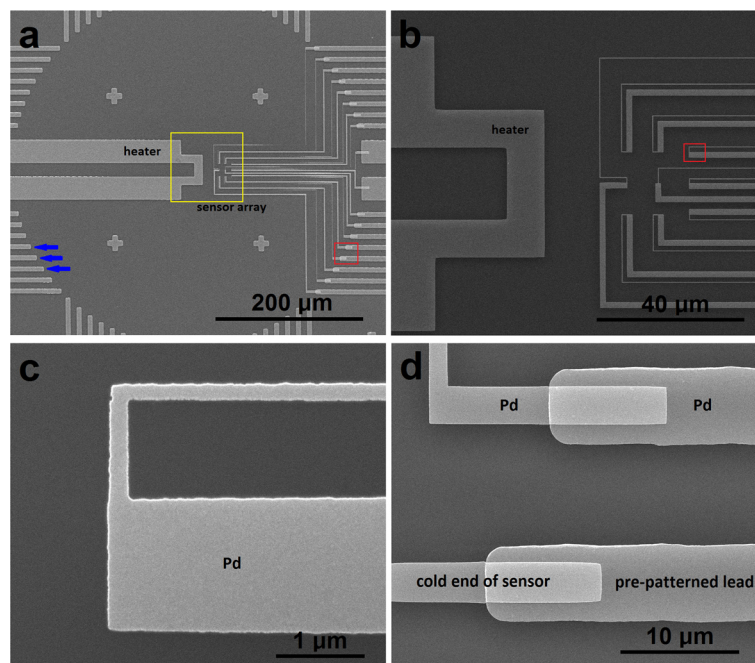 a
heater
sensor array
200 µm
b
heater
40 µm
c
Pd
1 µm
d
Pd Pd
cold end of sensor pre-patterned lead
10 µm